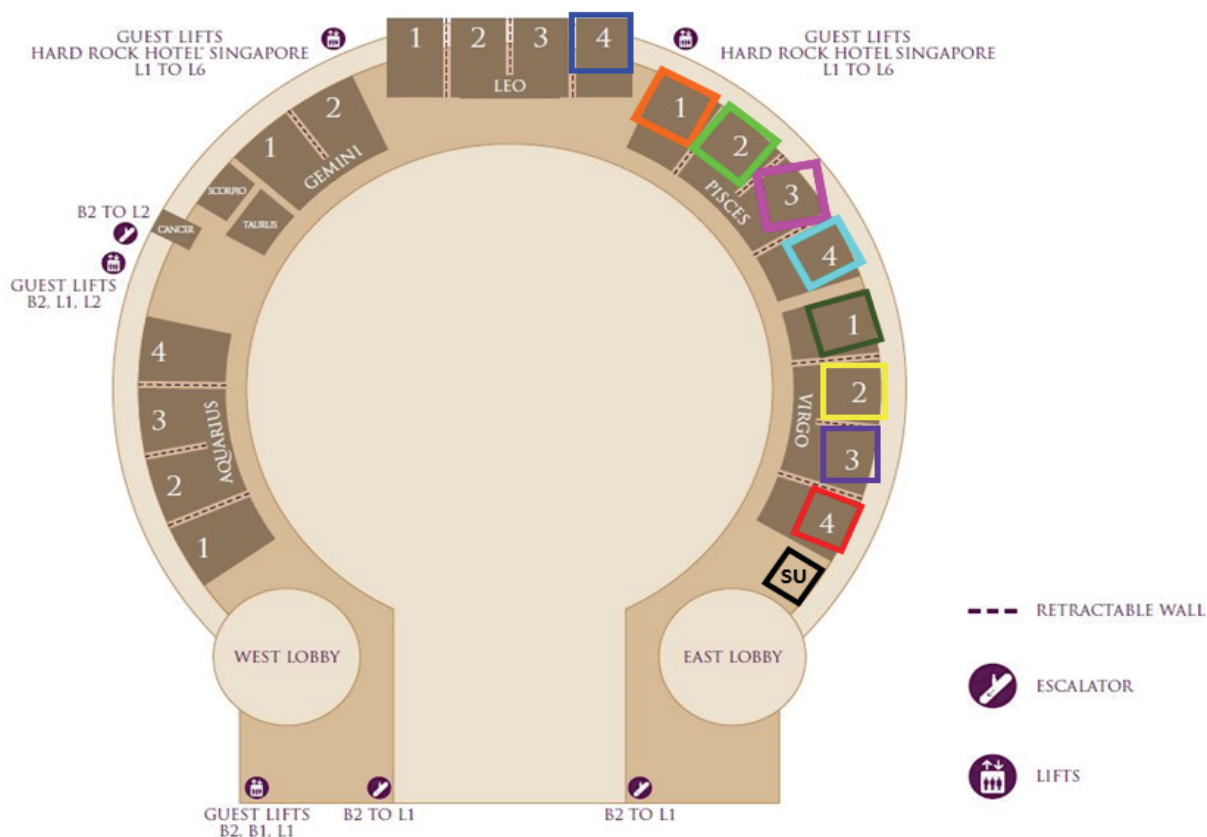 GUEST LIFTS
HARD ROCK HOTEL® SINGAPORE
L1 TO L6
1
2
3
4
LEO
GUEST LIFTS
HARD ROCK HOTEL SINGAPORE
L1 TO L6
1
2
GEMINI
SCORPIO
TAURUS
CANCER
B2 TO L2
GUEST LIFTS
B2, L1, L2
1
2
3
4
PISCES
4
3
2
1
AQUARIUS
1
2
3
4
VIRGO
SU
WEST LOBBY
EAST LOBBY
RETRACTABLE WALL
ESCALATOR
LIFTS
GUEST LIFTS
B2, B1, L1
B2 TO L1
B2 TO L1